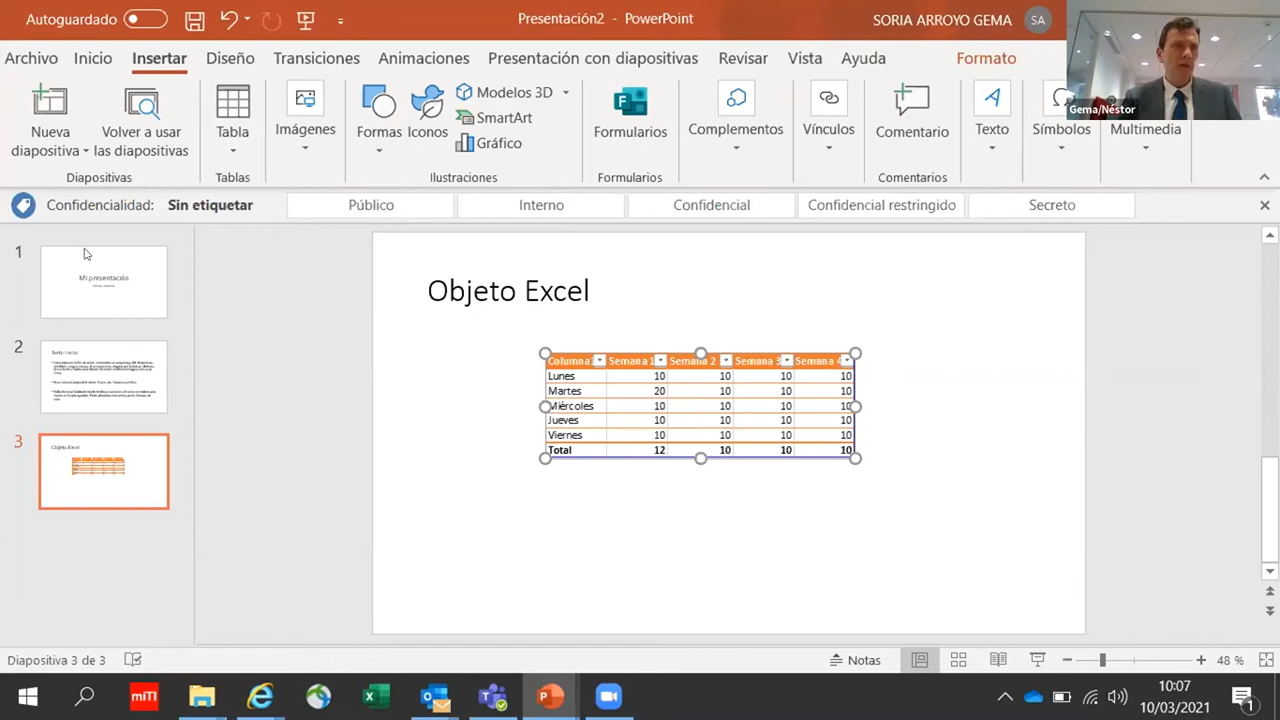 Autoguardado
Presentación2 - PowerPoint
SORIA ARROYO GEMA
SA
Archivo Inicio Insertar Diseño Transiciones Animaciones Presentación con diapositivas Revisar Vista Ayuda Formato
Gema/Néstor
Nueva diapositiva
Volver a usar las diapositivas
Tabla
Imágenes
Formas
Iconos
Modelos 3D
SmartArt
Gráfico
Formularios
Complementos
Vínculos
Comentario
Texto
Símbolos
Multimedia
Diapositivas
Tablas
Ilustraciones
Formularios
Comentarios
Confidencialidad: Sin etiquetar Público Interno Confidencial Confidencial restringido Secreto
1
Mi presentación
2
3
Objeto Excel
Objeto Excel
Columna1 Semana 1 Semana 2 Semana 3 Semana 4
Lunes 10 10 10 10
Martes 20 10 10 10
Miércoles 10 10 10 10
Jueves 10 10 10 10
Viernes 10 10 10 10
Total 12 10 10 10
Diapositiva 3 de 3
Notas
48 %
miTI
10:07
10/03/2021
1